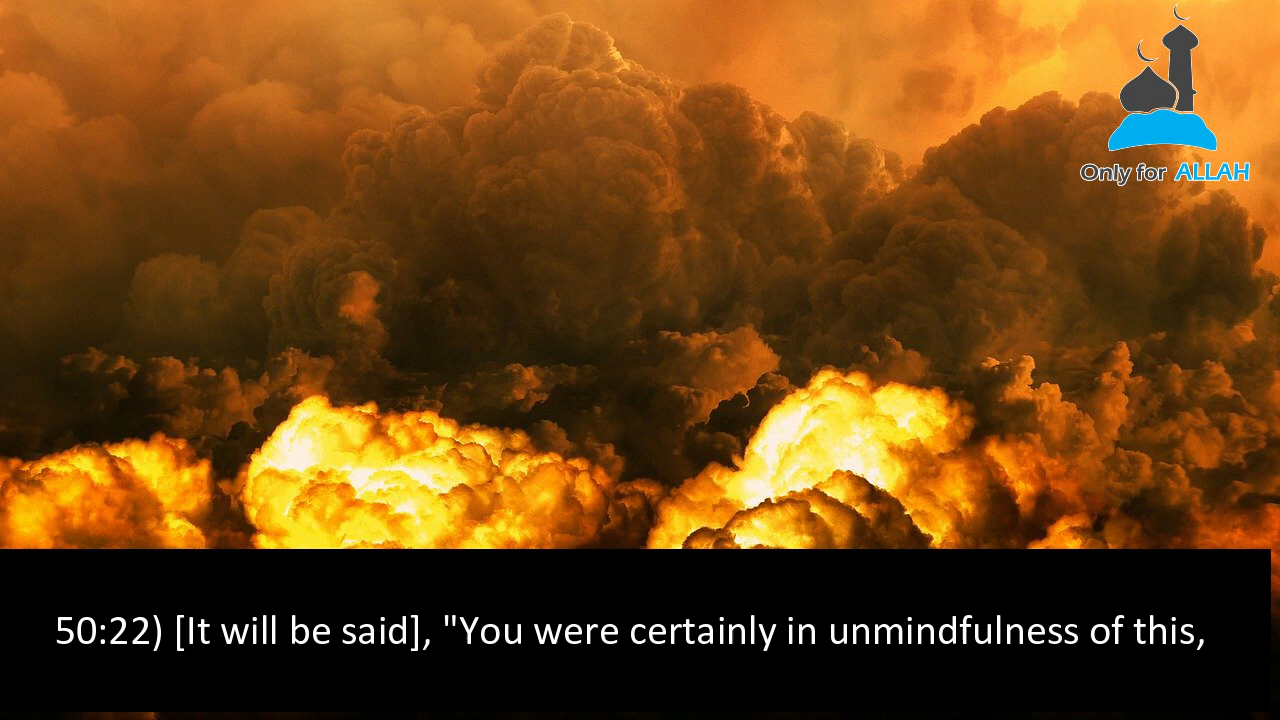 Only for ALLAH
50:22) [It will be said], "You were certainly in unmindfulness of this,